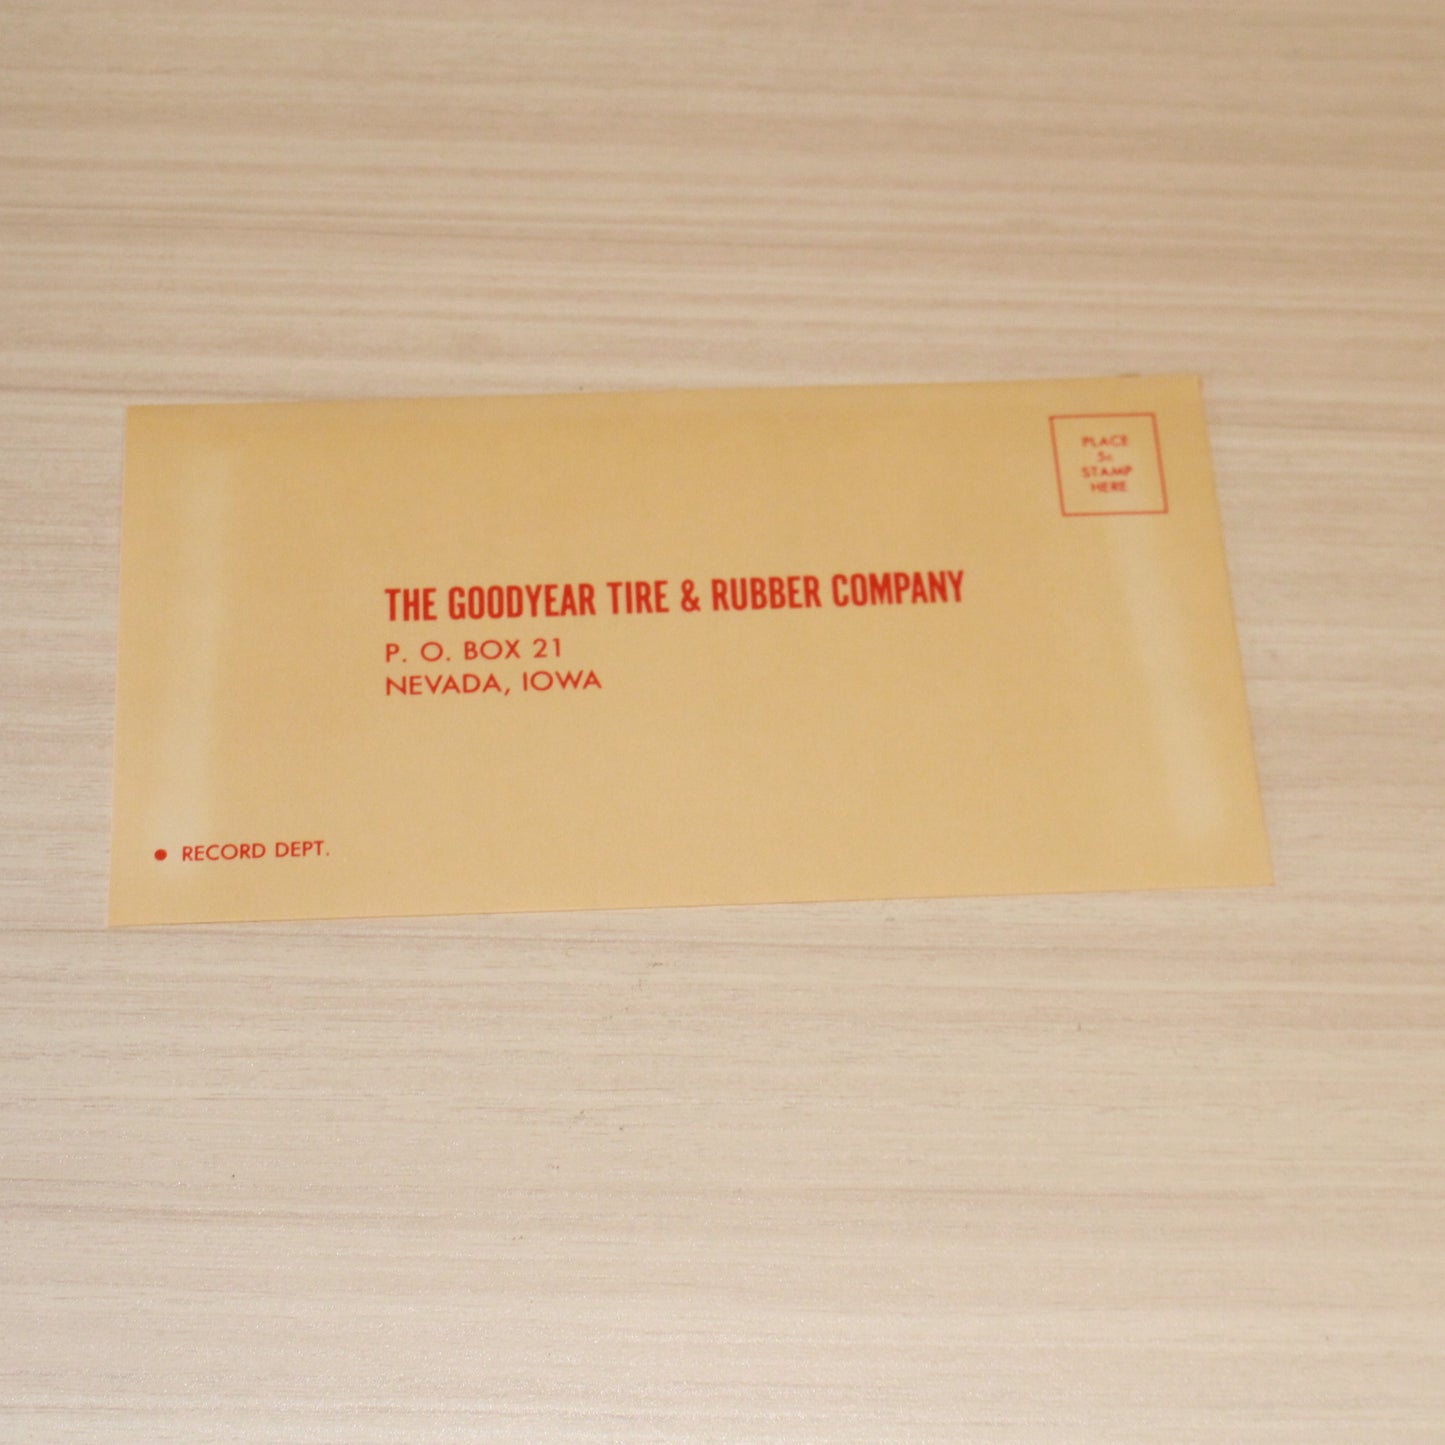 PLACE
5c
STAMP
HERE
THE GOODYEAR TIRE & RUBBER COMPANY
P. O. BOX 21
NEVADA, IOWA
• RECORD DEPT.